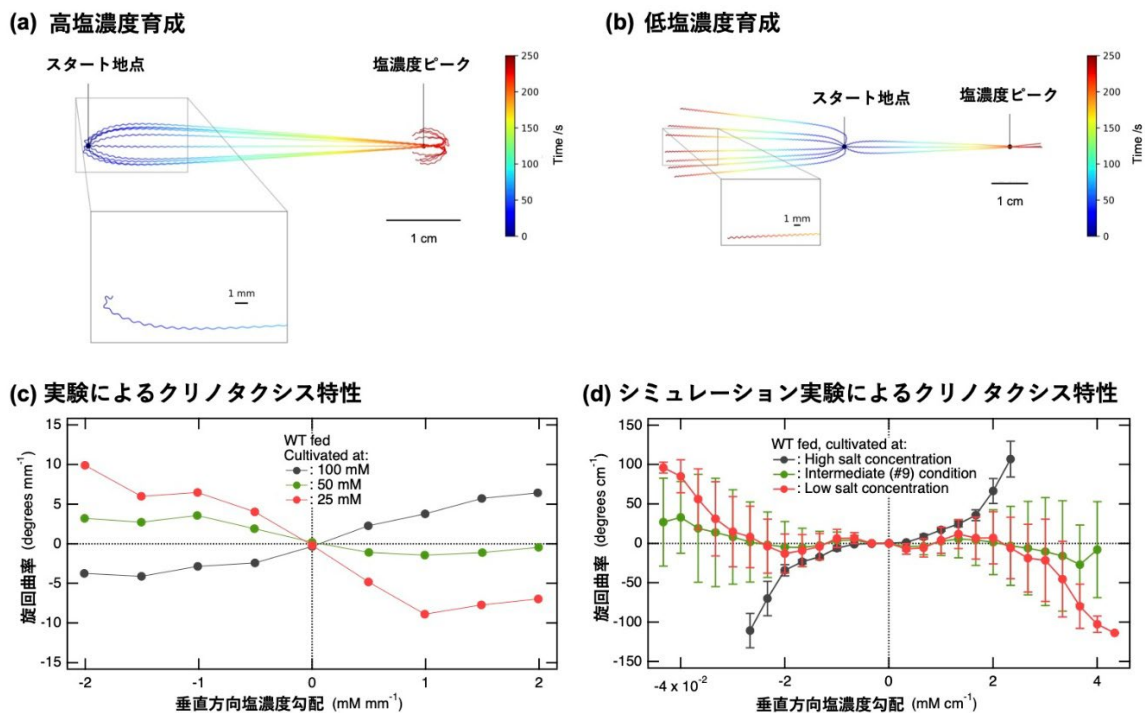 (a) 高塩濃度育成
スタート地点
塩濃度ピーク
250
200
150
100
50
0
Time /s
1 cm
1 mm
(b) 低塩濃度育成
スタート地点
塩濃度ピーク
250
200
150
100
50
0
Time /s
1 cm
1 mm
(c) 実験によるクリノタクシス特性
旋回曲率 (degrees mm⁻¹)
15
10
5
0
-5
-10
-15
WT fed
Cultivated at:
: 100 mM
: 50 mM
: 25 mM
-2 -1 0 1 2
垂直方向塩濃度勾配 (mM mm⁻¹)
(d) シミュレーション実験によるクリノタクシス特性
旋回曲率 (degrees cm⁻¹)
150
100
50
0
-50
-100
-150
WT fed, cultivated at:
: High salt concentration
: Intermediate (#9) condition
: Low salt concentration
-4 x 10⁻² -2 0 2 4
垂直方向塩濃度勾配 (mM cm⁻¹)